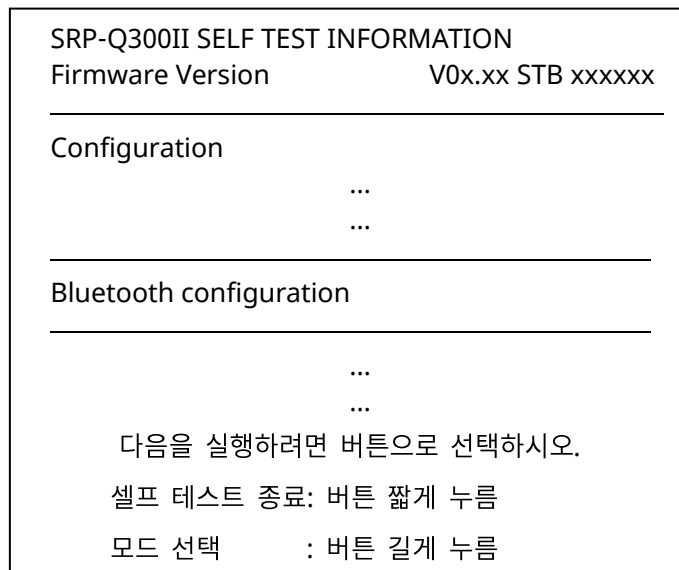 SRP-Q300II SELF TEST INFORMATION
Firmware Version V0x.xx STB xxxxxx
Configuration
...
...
Bluetooth configuration
...
...
다음을 실행하려면 버튼으로 선택하시오.
셀프 테스트 종료: 버튼 짧게 누름
모드 선택 : 버튼 길게 누름